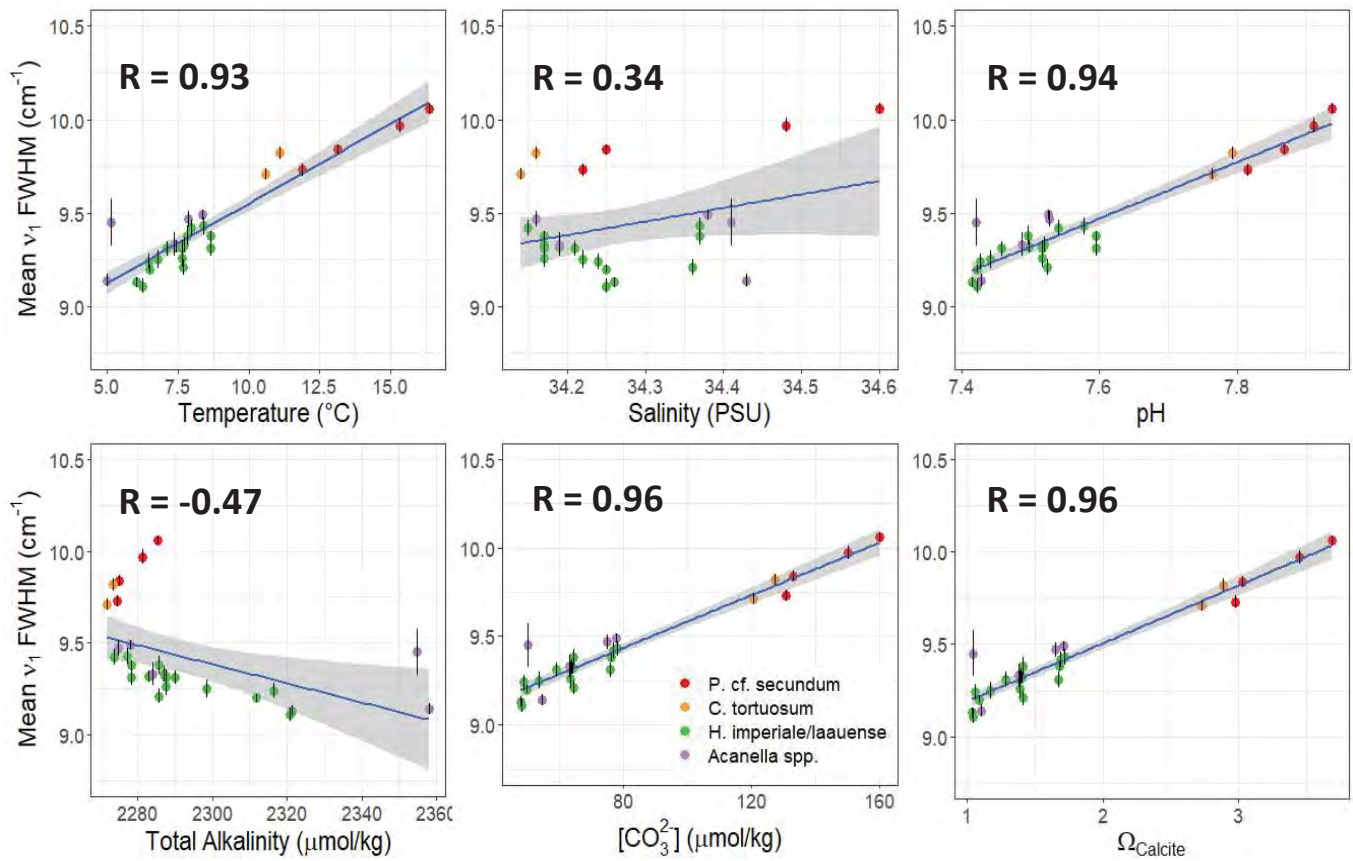 R = 0.93
R = 0.34
R = 0.94
Mean ν₁ FWHM (cm⁻¹)
10.5
10.0
9.5
9.0
10.5
10.0
9.5
9.0
10.5
10.0
9.5
9.0
5.0 7.5 10.0 12.5 15.0
34.2 34.3 34.4 34.5 34.6
7.4 7.6 7.8
Temperature (°C)
Salinity (PSU)
pH
R = -0.47
R = 0.96
R = 0.96
Mean ν₁ FWHM (cm⁻¹)
10.5
10.0
9.5
9.0
10.5
10.0
9.5
9.0
10.5
10.0
9.5
9.0
P. cf. secundum
C. tortuosum
H. imperiale/laauense
Acanella spp.
2280 2300 2320 2340 2360
80 120 160
1 2 3
Total Alkalinity (μmol/kg)
[CO₃²⁻] (μmol/kg)
Ω_Calcite